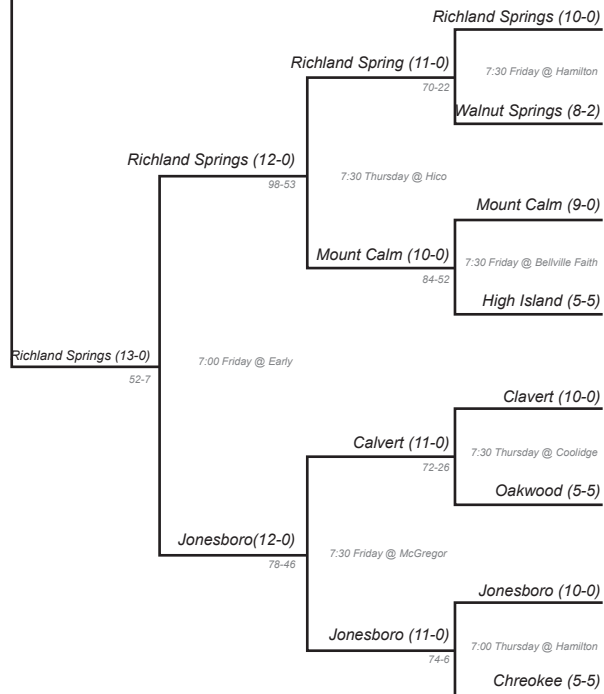 Richland Springs (10-0)
Richland Spring (11-0)
7:30 Friday @ Hamilton
70-22
Walnut Springs (8-2)
Richland Springs (12-0)
98-53
7:30 Thursday @ Hico
Mount Calm (9-0)
Mount Calm (10-0)
7:30 Friday @ Bellville Faith
84-52
High Island (5-5)
Richland Springs (13-0)
52-7
7:00 Friday @ Early
Clavert (10-0)
Calvert (11-0)
7:30 Thursday @ Coolidge
72-26
Oakwood (5-5)
Jonesboro(12-0)
78-46
7:30 Friday @ McGregor
Jonesboro (10-0)
Jonesboro (11-0)
7:00 Thursday @ Hamilton
74-6
Chreokee (5-5)